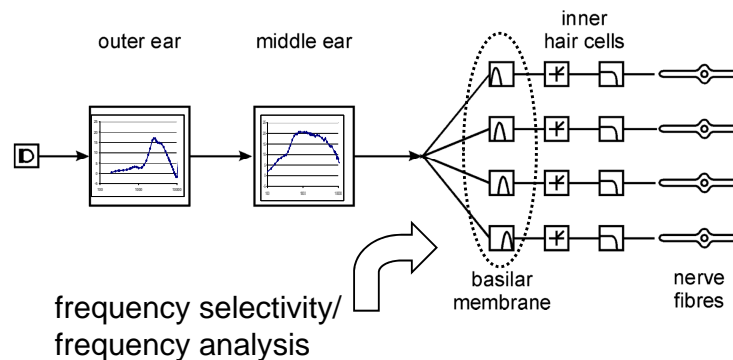 outer ear
middle ear
inner
hair cells
basilar
membrane
nerve
fibres
frequency selectivity/
frequency analysis